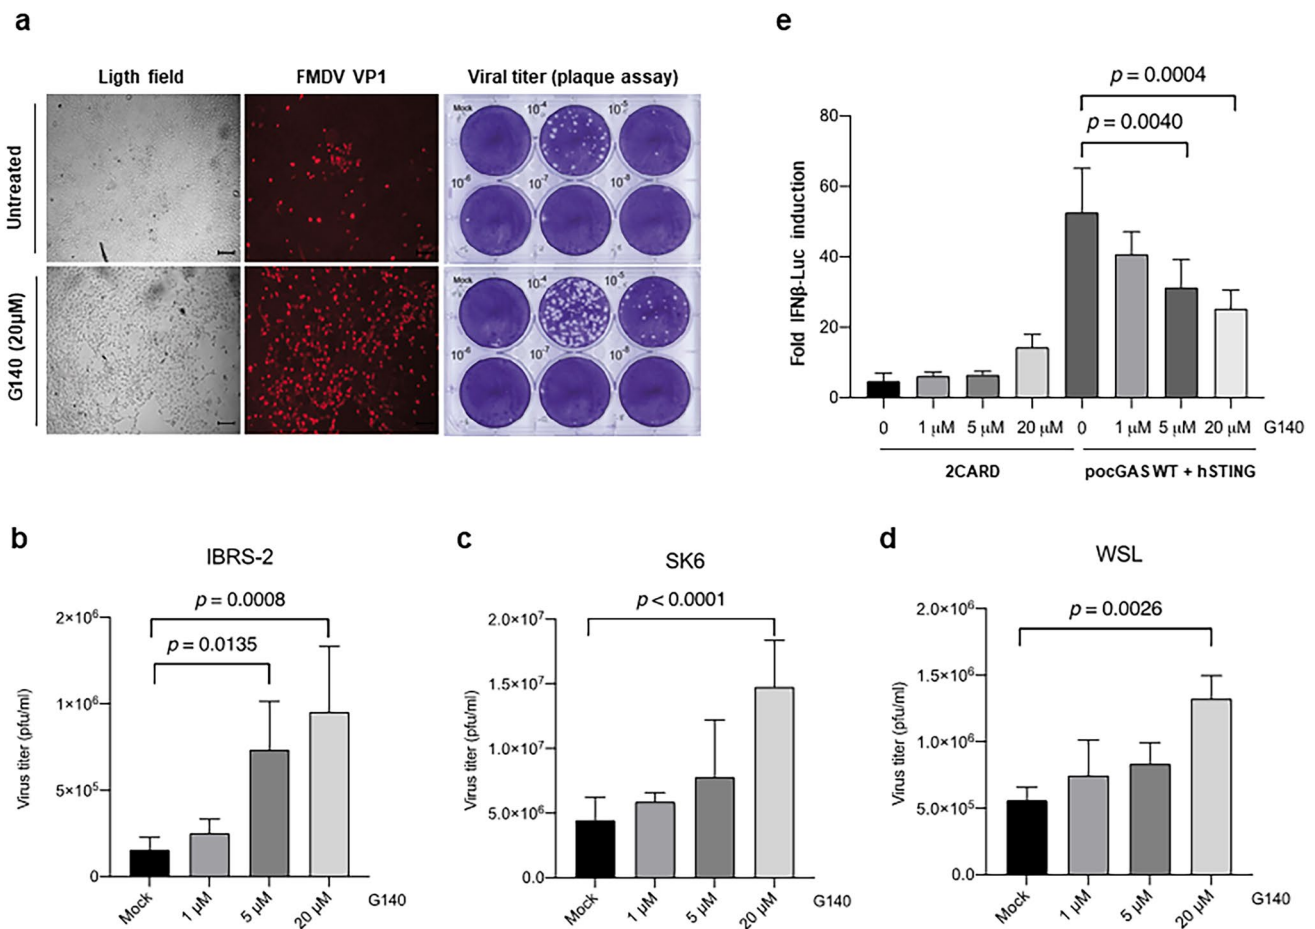 a
Ligth field
FMDV VP1
Viral titer (plaque assay)
Untreated
Mock
10-4
10-5
10-6
10-7
10-8
G140 (20µM)
Mock
10-4
10-5
10-6
10-7
10-8
e
p = 0.0004
p = 0.0040
Fold IFNβ-Luc induction
80
60
40
20
0
0 1 µM 5 µM 20 µM 0 1 µM 5 µM 20 µM G140
2CARD pocGAS WT + hSTING
b
IBRS-2
p = 0.0008
p = 0.0135
Virus titer (pfu/ml)
2×10⁶
1×10⁶
5×10⁵
0
Mock 1 µM 5 µM 20 µM G140
c
SK6
p < 0.0001
Virus titer (pfu/ml)
2.0×10⁷
1.5×10⁷
1.0×10⁷
5.0×10⁶
0.0
Mock 1 µM 5 µM 20 µM G140
d
WSL
p = 0.0026
Virus titer (pfu/ml)
2.0×10⁶
1.5×10⁶
1.0×10⁶
5.0×10⁵
0.0
Mock 1 µM 5 µM 20 µM G140